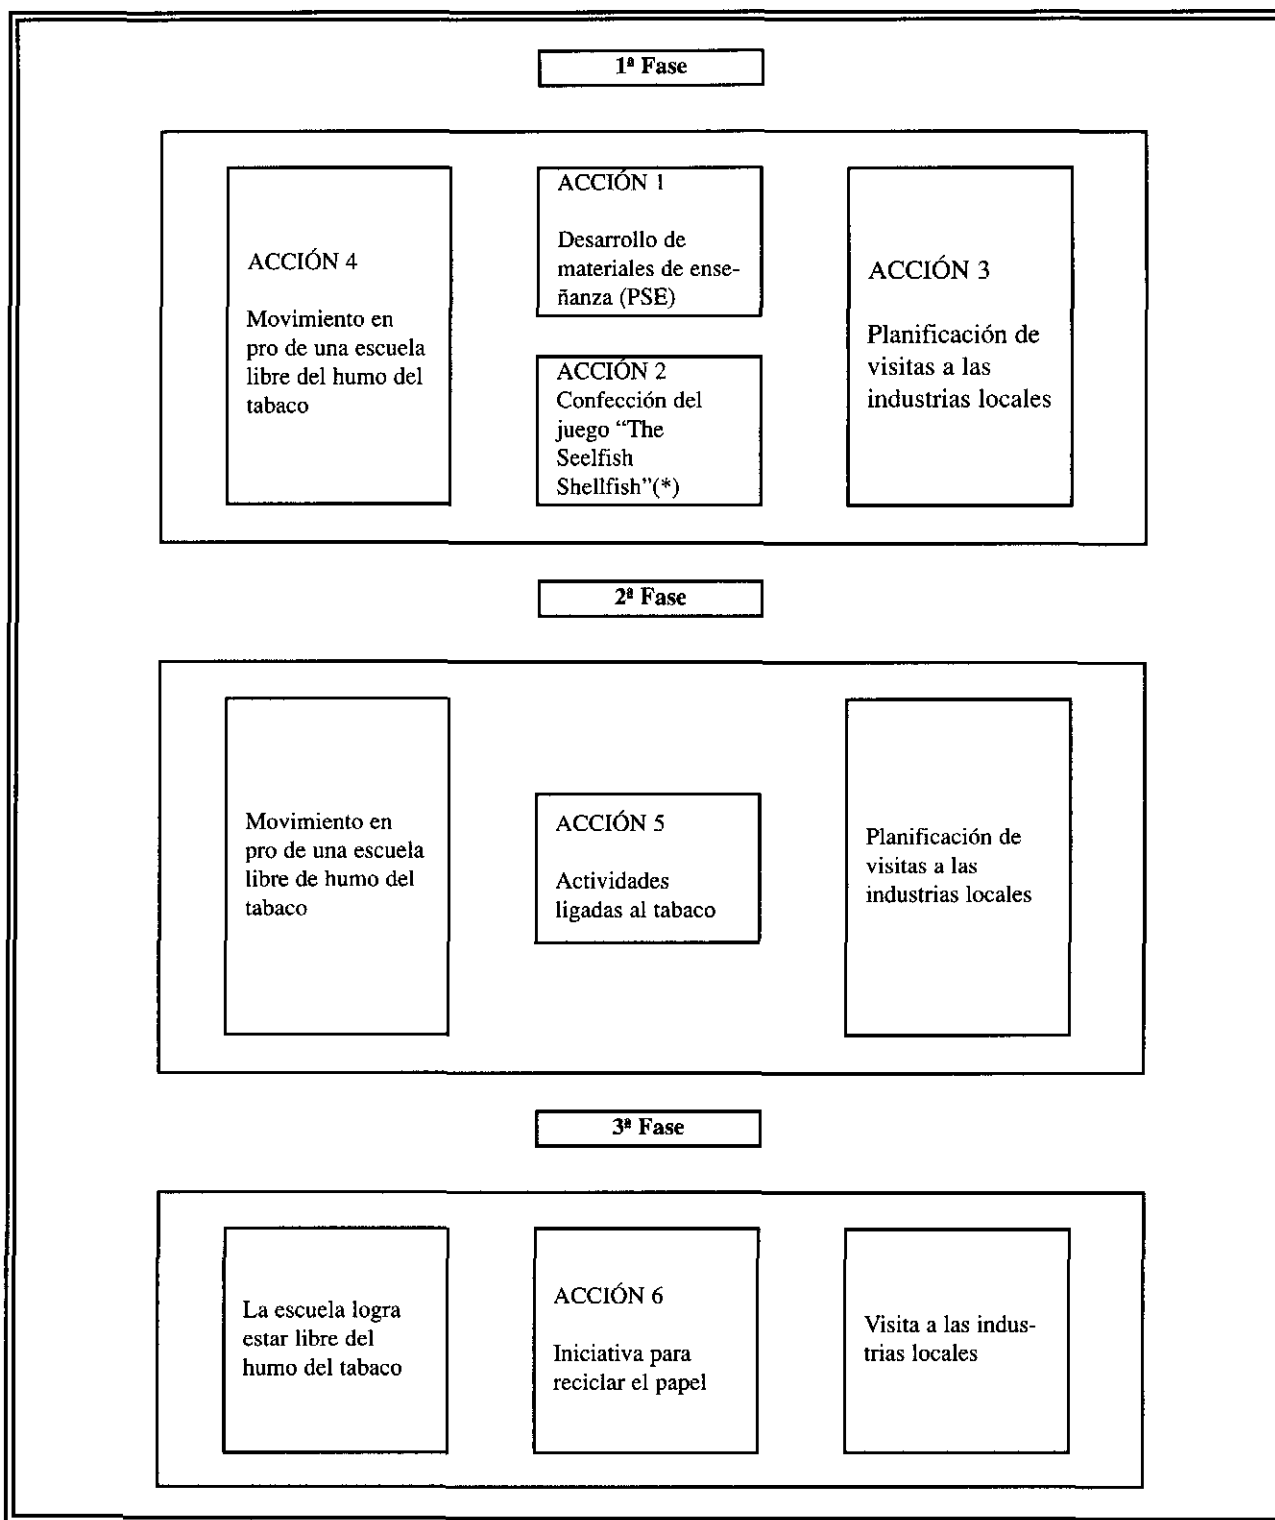 1ª Fase
ACCIÓN 4
Movimiento en
pro de una escuela
libre del humo del
tabaco
ACCIÓN 1
Desarrollo de
materiales de ense-
ñanza (PSE)
ACCIÓN 2
Confección del
juego “The
Seelfish
Shellfish”(*)
ACCIÓN 3
Planificación de
visitas a las
industrias locales
2ª Fase
Movimiento en
pro de una escuela
libre de humo del
tabaco
ACCIÓN 5
Actividades
ligadas al tabaco
Planificación de
visitas a las
industrias locales
3ª Fase
La escuela logra
estar libre del
humo del tabaco
ACCIÓN 6
Iniciativa para
reciclar el papel
Visita a las indus-
trias locales